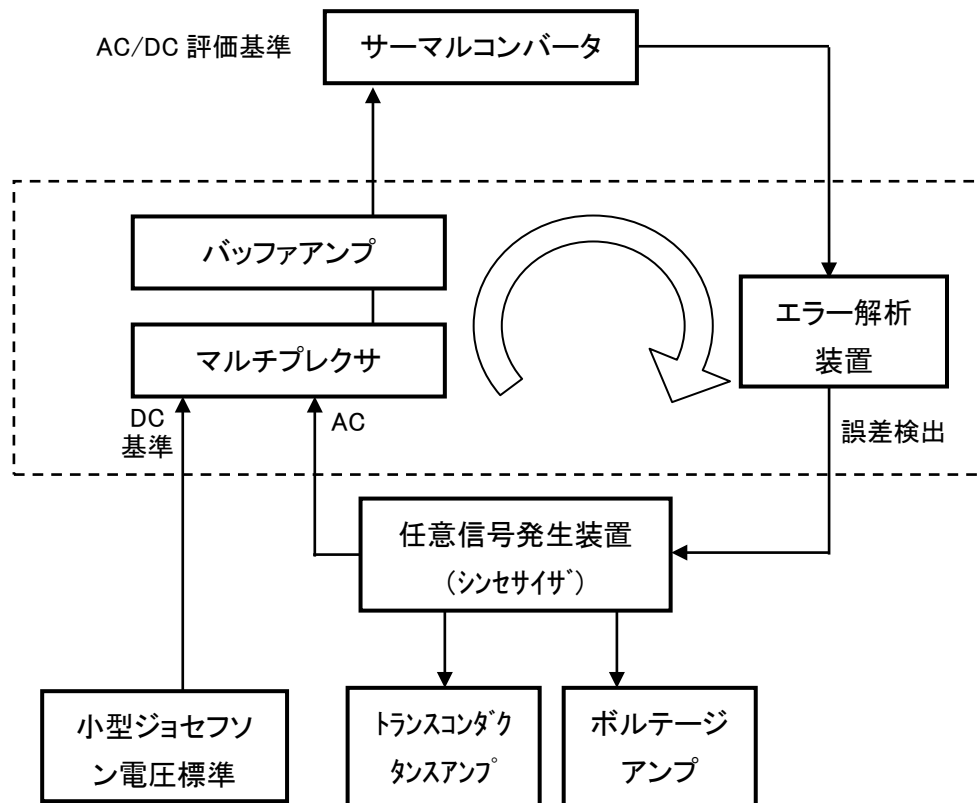 AC/DC 評価基準
サーマルコンバータ
バッファアンプ
マルチプレクサ
エラー解析
装置
DC
基準
AC
誤差検出
任意信号発生装置
(シンセサイザ)
小型ジョセフソ
ン電圧標準
トランスコンダク
タンスアンプ
ボルテージ
アンプ